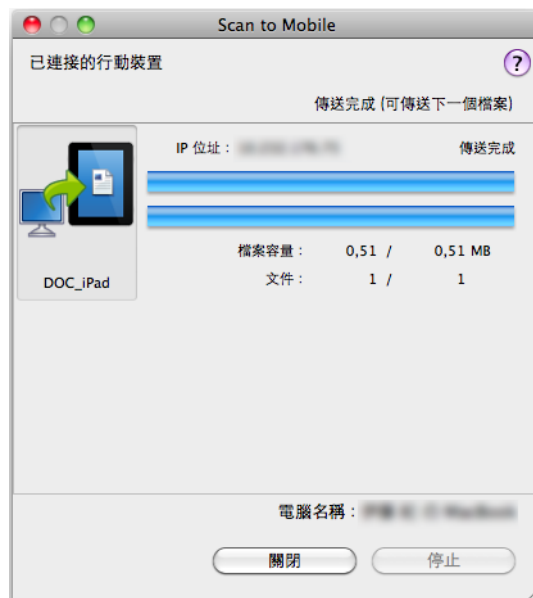 Scan to Mobile
已連接的行動裝置
?
傳送完成 (可傳送下一個檔案)
IP 位址：
傳送完成
檔案容量： 0,51 / 0,51 MB
文件： 1 / 1
DOC_iPad
電腦名稱：
關閉 停止